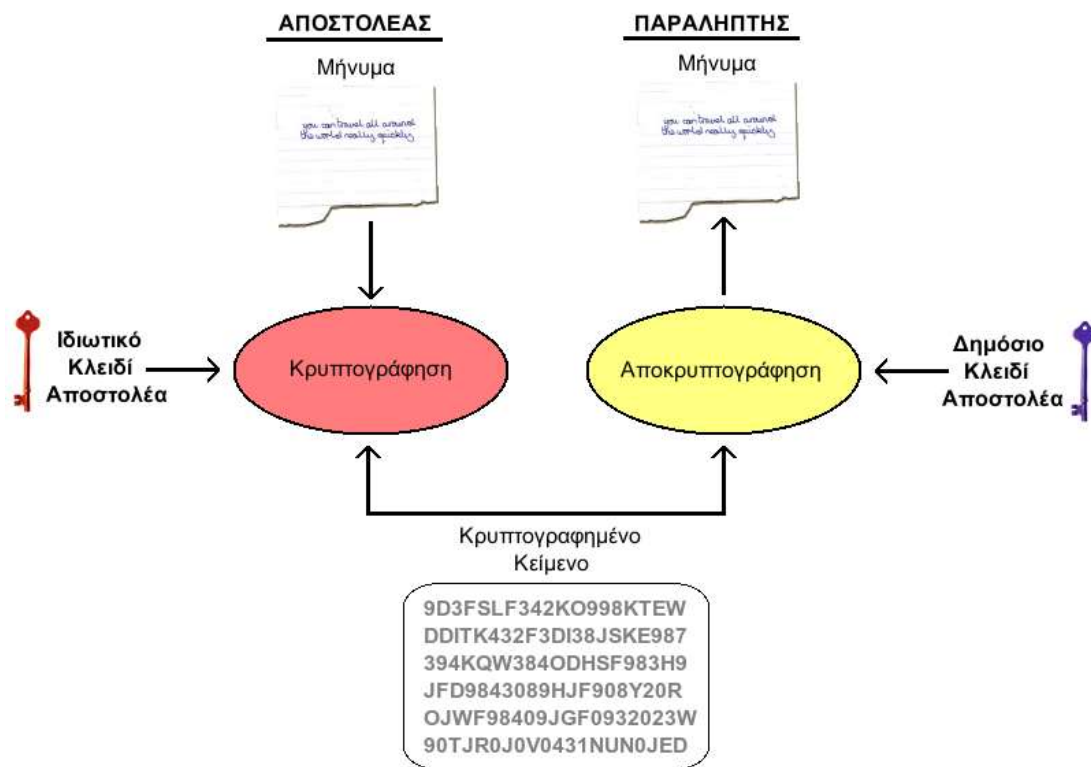 ΑΠΟΣΤΟΛΕΑΣ
Μήνυμα
you can travel all around
the world really quickly
ΠΑΡΑΛΗΠΤΗΣ
Μήνυμα
you can travel all around
the world really quickly
Ιδιωτικό
Κλειδί
Αποστολέα
Κρυπτογράφηση
Αποκρυπτογράφηση
Δημόσιο
Κλειδί
Αποστολέα
Κρυπτογραφημένο
Κείμενο
9D3FSLF342KO998KTEW
DDITK432F3DI38JSKE987
394KQW384ODHSF983H9
JFD9843089HJF908Y20R
OJWF98409JGF0932023W
90TJR0J0V0431NUN0JED